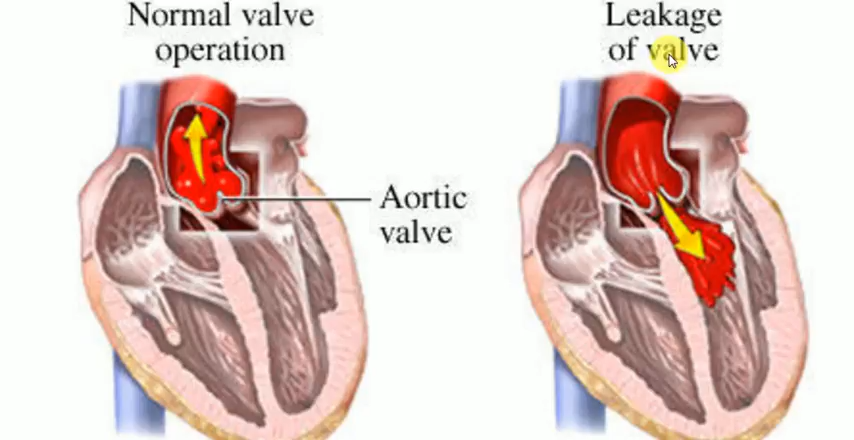 Normal valve
operation
Leakage
of valve
Aortic
valve